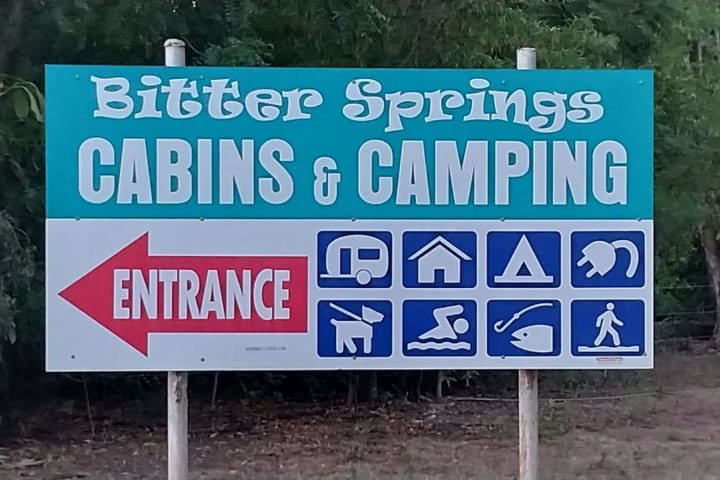 Bitter Springs
CABINS & CAMPING
ENTRANCE